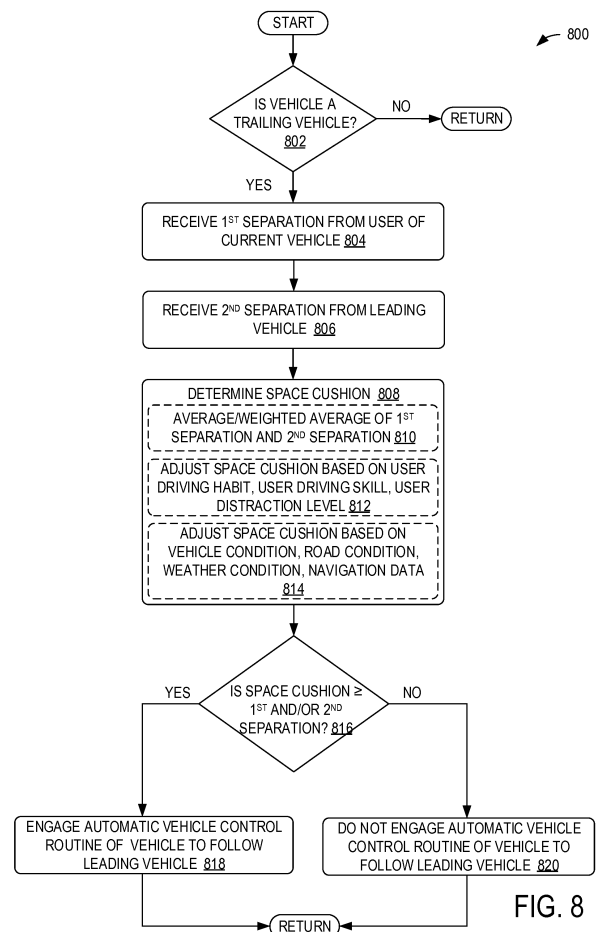 START
800
IS VEHICLE A
TRAILING VEHICLE?
802
NO
RETURN
YES
RECEIVE 1ST SEPARATION FROM USER OF
CURRENT VEHICLE 804
RECEIVE 2ND SEPARATION FROM LEADING
VEHICLE 806
DETERMINE SPACE CUSHION 808
AVERAGE/WEIGHTED AVERAGE OF 1ST
SEPARATION AND 2ND SEPARATION 810
ADJUST SPACE CUSHION BASED ON USER
DRIVING HABIT, USER DRIVING SKILL, USER
DISTRACTION LEVEL 812
ADJUST SPACE CUSHION BASED ON
VEHICLE CONDITION, ROAD CONDITION,
WEATHER CONDITION, NAVIGATION DATA
814
YES
IS SPACE CUSHION ≥
1ST AND/OR 2ND
SEPARATION? 816
NO
ENGAGE AUTOMATIC VEHICLE CONTROL
ROUTINE OF VEHICLE TO FOLLOW
LEADING VEHICLE 818
DO NOT ENGAGE AUTOMATIC VEHICLE
CONTROL ROUTINE OF VEHICLE TO
FOLLOW LEADING VEHICLE 820
RETURN
FIG. 8